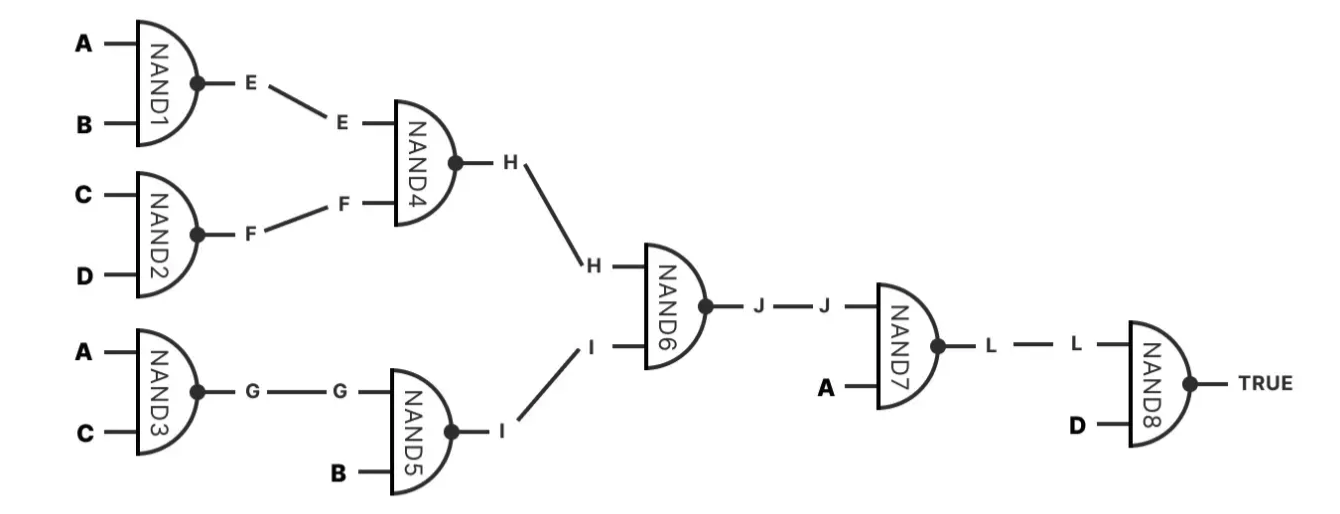 A
B
NAND1
E
E
F
NAND4
H
C
D
NAND2
F
A
C
NAND3
G
G
B
NAND5
I
H
I
NAND6
J
J
A
NAND7
L
L
D
NAND8
TRUE